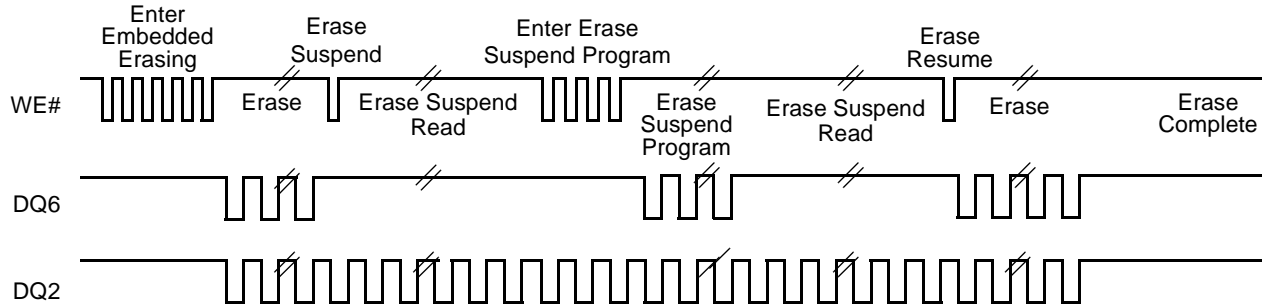 Enter
Embedded
Erasing
Erase
Suspend
Enter Erase
Suspend Program
Erase
Resume
WE#
Erase
Erase Suspend
Read
Erase
Suspend
Program
Erase Suspend
Read
Erase
Erase
Complete
DQ6
DQ2